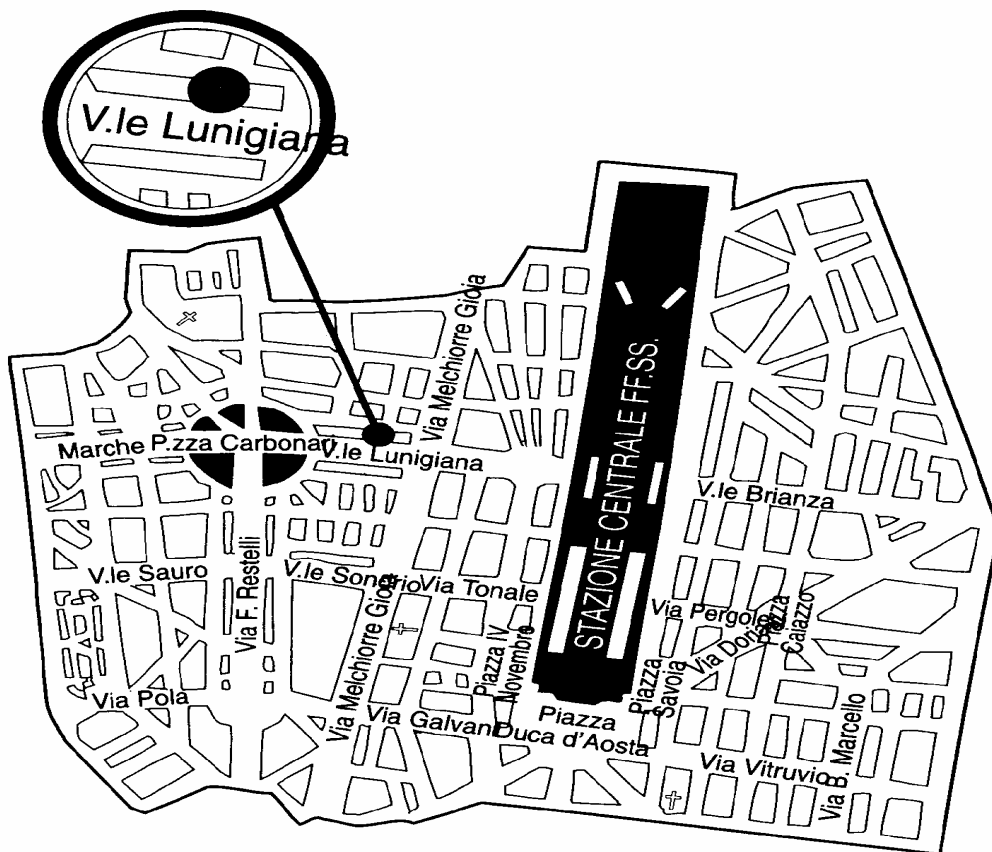 V.le Lunigiana
Via Melchiorre Gioia
STAZIONE CENTRALE FF.SS.
Marche
P.zza Carbonari
V.le Lunigiana
V.le Brianza
V.le Sauro
Via F. Restelli
V.le Sondrio
Via Tonale
Via Melchiorre Gioia
Piazza IV
Novembre
Via Pergole
Via Doria
Piazza
Caiazzo
Via Pola
Via Galvani
Piazza
Duca d'Aosta
Piazza
Savoia
Via Vitruvio
Via B. Marcello